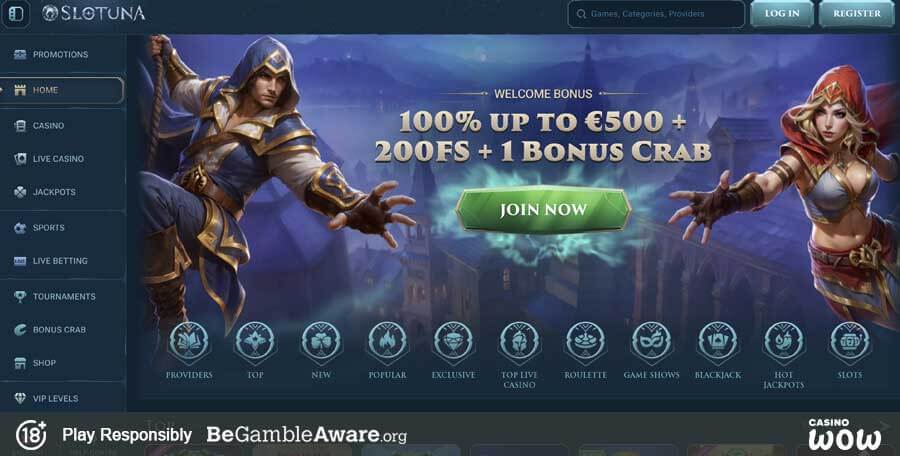 SLOTUNA
Games, Categories, Providers
LOG IN
REGISTER
PROMOTIONS
HOME
CASINO
LIVE CASINO
JACKPOTS
SPORTS
LIVE BETTING
TOURNAMENTS
BONUS CRAB
SHOP
VIP LEVELS
WELCOME BONUS
100% UP TO €500 +
200FS + 1 BONUS CRAB
JOIN NOW
PROVIDERS
TOP
NEW
POPULAR
EXCLUSIVE
TOP LIVE
CASINO
ROULETTE
GAME SHOWS
BLACKJACK
HOT
JACKPOTS
SLOTS
18+
Play Responsibly
BeGambleAware.org
CASINO
WOW